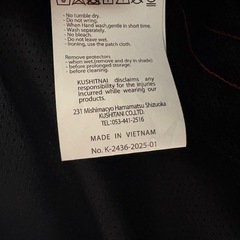 - No tumble dry.
- Do not wring.
- When Hand wash,gentle in short time.
- Wash separately.
- No bleach.
- Do not leave wet.
- Ironing, use the patch cloth.
Remove protectors.
- when wet.(remove and dry in shade)
- before prolonged storage.
- before cleaning.
KUSHITNAI disclaims any
responsibility for the injuries
incurred while wearing our
products.
231 Mishimacyo Hamamatsu Shizuoka
KUSHITANI CO.,LTD.
TEL:053-441-2516
MADE IN VIETNAM
No. K-2436-2025-01